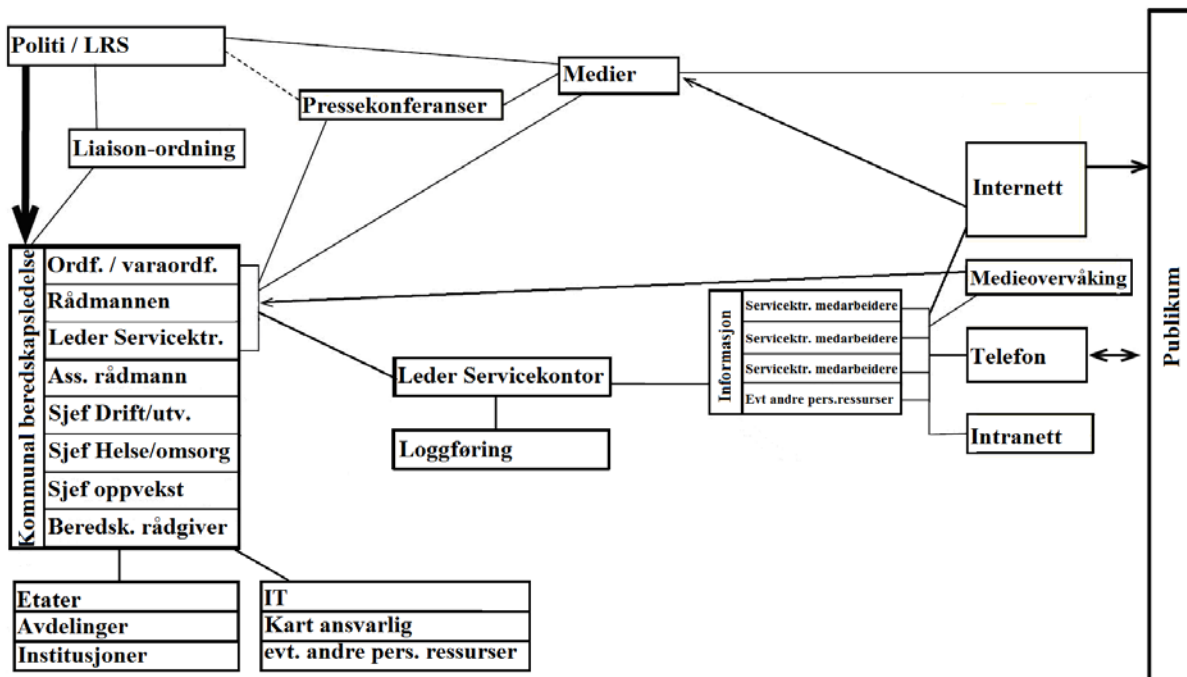 Politi / LRS
Medier
Pressekonferanser
Liaison-ordning
Internett
Kommunal beredskapsledelse
Ordf. / varaordf.
Rådmannen
Leder Servicektr.
Ass. rådmann
Sjef Drift/utv.
Sjef Helse/omsorg
Sjef oppvekst
Beredsk. rådgiver
Medieovervåking
Informasjon
Servicektr. medarbeidere
Servicektr. medarbeidere
Servicektr. medarbeidere
Evt andre pers.ressurser
Leder Servicekontor
Loggføring
Telefon
Intranett
Publikum
Etater
Avdelinger
Institusjoner
IT
Kart ansvarlig
evt. andre pers. ressurser